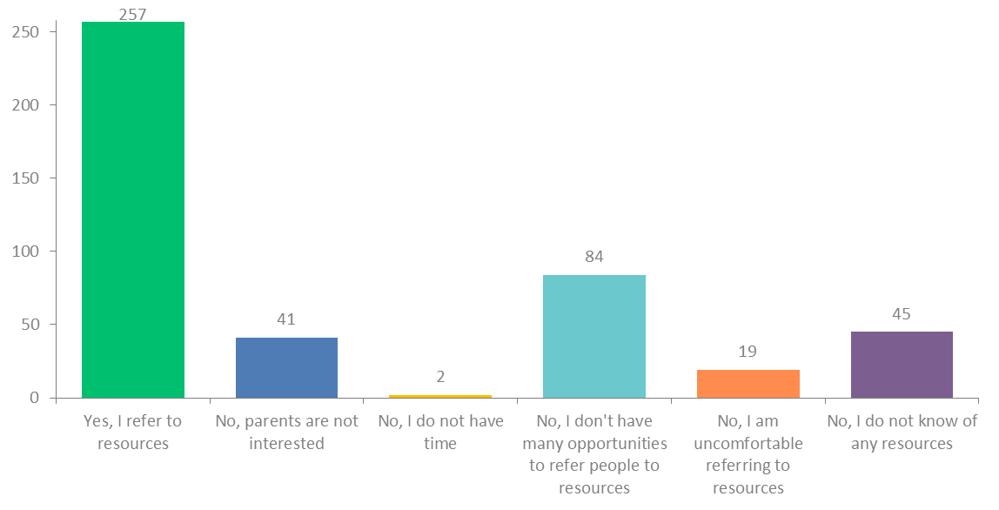 257
250
200
150
100
84
50
41
45
19
2
0
Yes, I refer to
resources
No, parents are not
interested
No, I do not have
time
No, I don't have
many opportunities
to refer people to
resources
No, I am
uncomfortable
referring to
resources
No, I do not know of
any resources